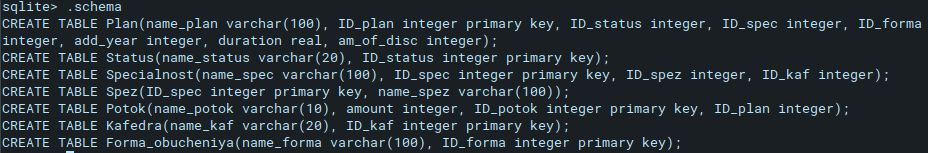 sqlite> .schema
CREATE TABLE Plan(name_plan varchar(100), ID_plan integer primary key, ID_status integer, ID_spec integer, ID_forma
integer, add_year integer, duration real, am_of_disc integer);
CREATE TABLE Status(name_status varchar(20), ID_status integer primary key);
CREATE TABLE Specialnost(name_spec varchar(100), ID_spec integer primary key, ID_spez integer, ID_kaf integer);
CREATE TABLE Spez(ID_spec integer primary key, name_spez varchar(100));
CREATE TABLE Potok(name_potok varchar(10), amount integer, ID_potok integer primary key, ID_plan integer);
CREATE TABLE Kafedra(name_kaf varchar(20), ID_kaf integer primary key);
CREATE TABLE Forma_obucheniya(name_forma varchar(100), ID_forma integer primary key);